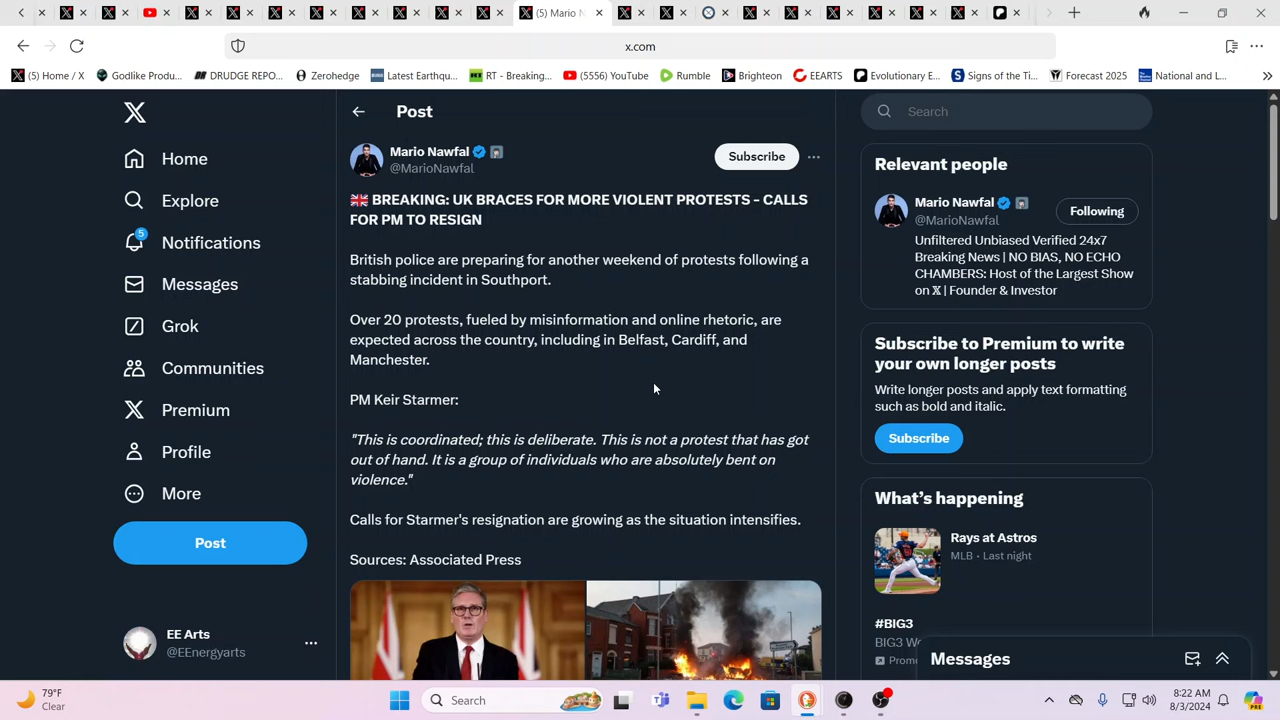 (5) Mario N
x.com
(5) Home / X
Godlike Produ...
DRUDGE REPO...
Zerohedge
Latest Earthqu...
RT - Breaking...
(5556) YouTube
Rumble
Brighteon
EEARTS
Evolutionary E...
Signs of the Ti...
Forecast 2025
National and L...
Home
Explore
5
Notifications
Messages
Grok
Communities
Premium
Profile
More
Post
EE Arts
@EEnergyarts
Post
Mario Nawfal
@MarioNawfal
Subscribe
BREAKING: UK BRACES FOR MORE VIOLENT PROTESTS - CALLS
FOR PM TO RESIGN
British police are preparing for another weekend of protests following a
stabbing incident in Southport.
Over 20 protests, fueled by misinformation and online rhetoric, are
expected across the country, including in Belfast, Cardiff, and
Manchester.
PM Keir Starmer:
"This is coordinated; this is deliberate. This is not a protest that has got
out of hand. It is a group of individuals who are absolutely bent on
violence."
Calls for Starmer's resignation are growing as the situation intensifies.
Sources: Associated Press
Search
Relevant people
Mario Nawfal
@MarioNawfal
Following
Unfiltered Unbiased Verified 24x7
Breaking News | NO BIAS, NO ECHO
CHAMBERS: Host of the Largest Show
on 𝕏 | Founder & Investor
Subscribe to Premium to write
your own longer posts
Write longer posts and apply text formatting
such as bold and italic.
Subscribe
What's happening
Rays at Astros
MLB · Last night
#BIG3
BIG3 We
Promo
Messages
79°F
Clear
Search
8:22 AM
8/3/2024